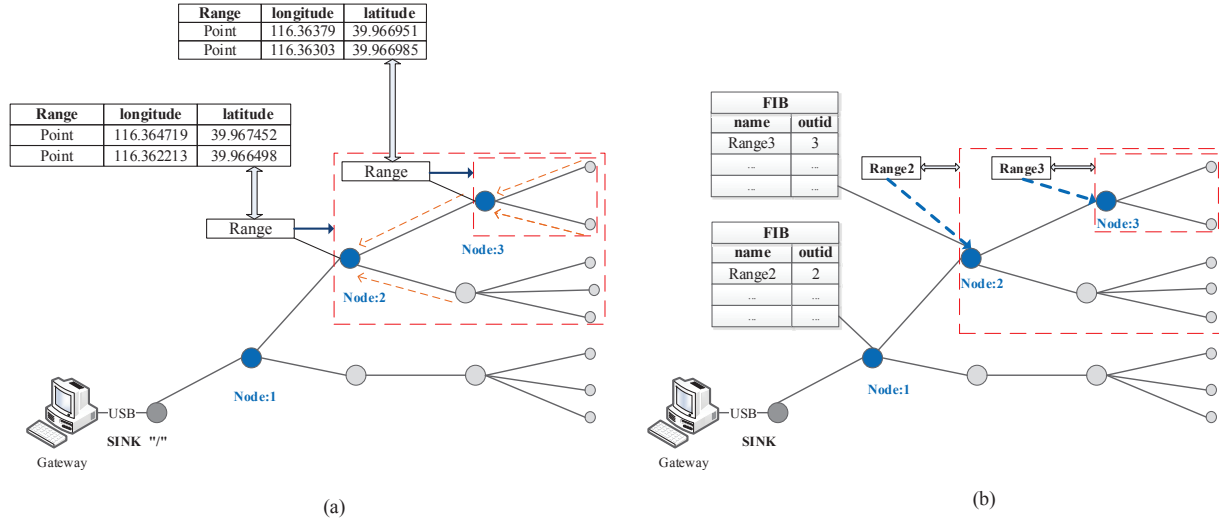 Range longitude latitude
Point 116.36379 39.966951
Point 116.36303 39.966985
Range longitude latitude
Point 116.364719 39.967452
Point 116.362213 39.966498
Range
Range
Node:3
Node:2
Node:1
USB
SINK "/"
Gateway
(a)
FIB
name outid
Range3 3
... ...
... ...
Range2
Range3
Node:3
FIB
name outid
Range2 2
... ...
... ...
Node:2
Node:1
USB
SINK
Gateway
(b)